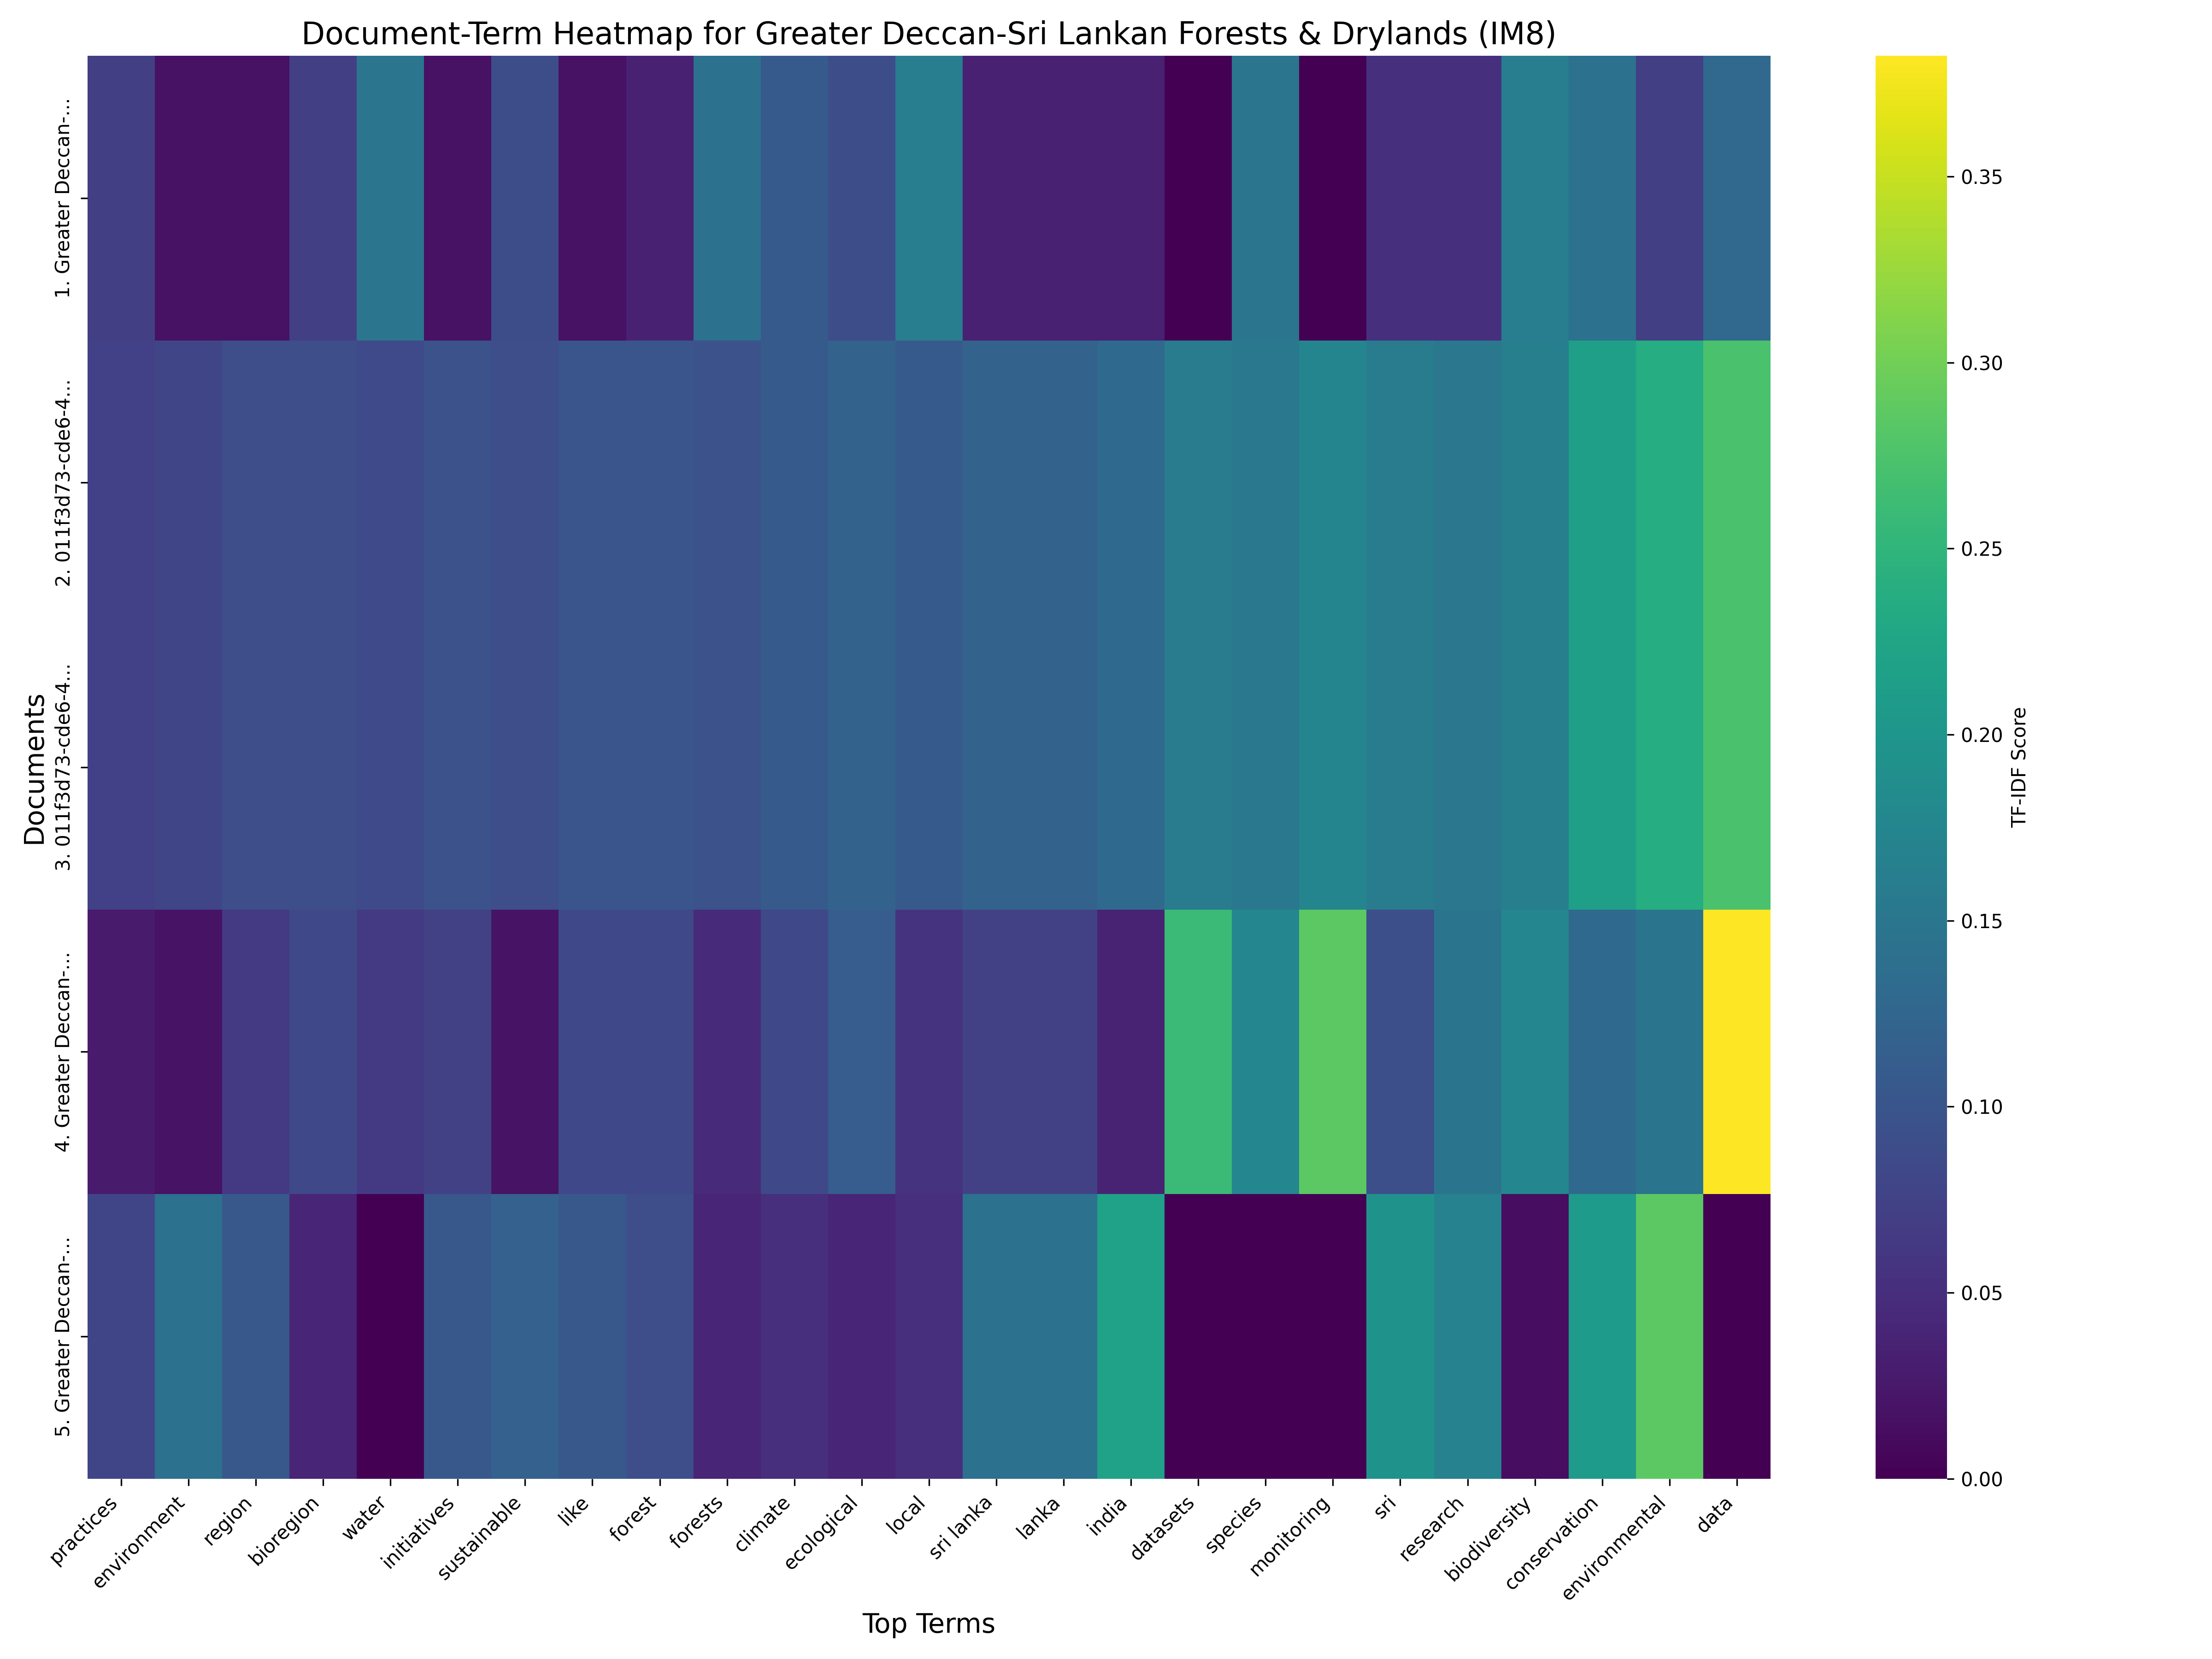 Document-Term Heatmap for Greater Deccan-Sri Lankan Forests & Drylands (IM8)
Documents
1. Greater Deccan-...
2. 011f3d73-cde6-4...
3. 011f3d73-cde6-4...
4. Greater Deccan-...
5. Greater Deccan-...
practices
environment
region
bioregion
water
initiatives
sustainable
like
forest
forests
climate
ecological
local
sri lanka
lanka
india
datasets
species
monitoring
sri
research
biodiversity
conservation
environmental
data
Top Terms
0.35
0.30
0.25
0.20
0.15
0.10
0.05
0.00
TF-IDF Score